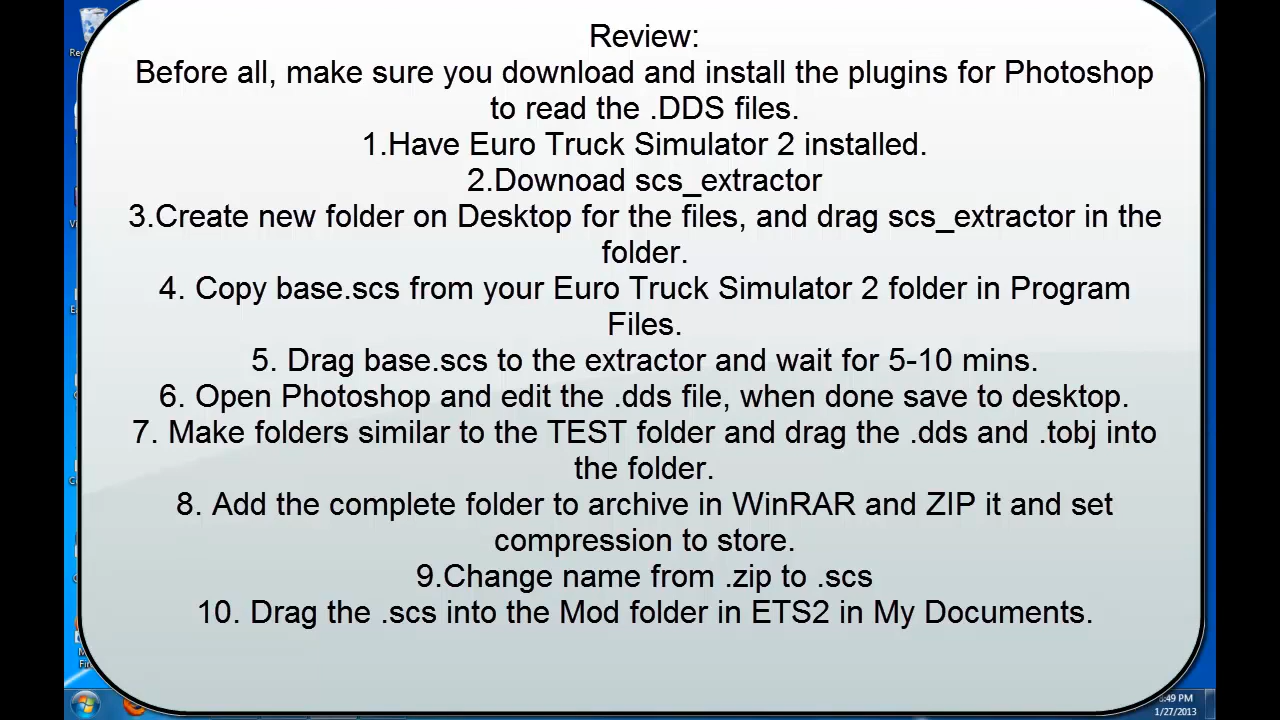 Review:
Before all, make sure you download and install the plugins for Photoshop
to read the .DDS files.
1.Have Euro Truck Simulator 2 installed.
2.Downoad scs_extractor
3.Create new folder on Desktop for the files, and drag scs_extractor in the
folder.
4. Copy base.scs from your Euro Truck Simulator 2 folder in Program
Files.
5. Drag base.scs to the extractor and wait for 5-10 mins.
6. Open Photoshop and edit the .dds file, when done save to desktop.
7. Make folders similar to the TEST folder and drag the .dds and .tobj into
the folder.
8. Add the complete folder to archive in WinRAR and ZIP it and set
compression to store.
9.Change name from .zip to .scs
10. Drag the .scs into the Mod folder in ETS2 in My Documents.
1/27/2013